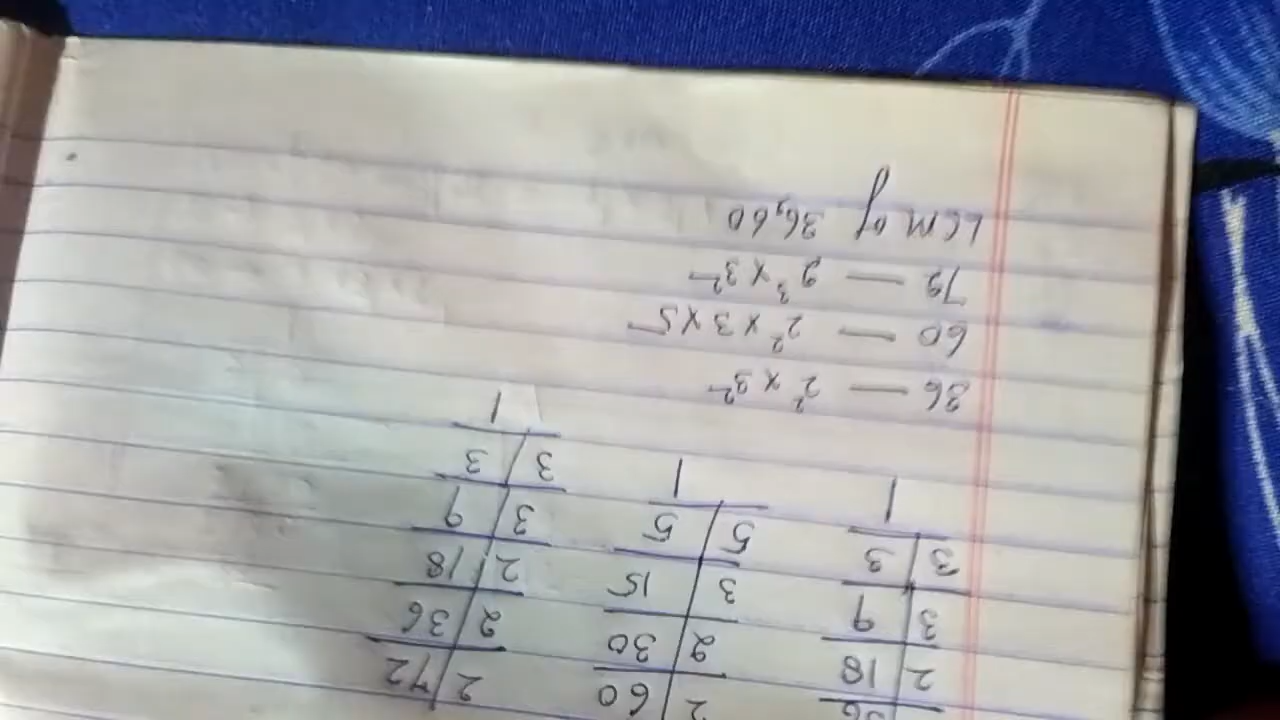 2 36 2 60 2 72
2 18 2 30 2 36
3 9 3 15 2 18
3 3 5 5 3 9
1 1 3 3
1
36 — 2² × 3²
60 — 2² × 3 × 5
72 — 2³ × 3²
LCM of 36,60